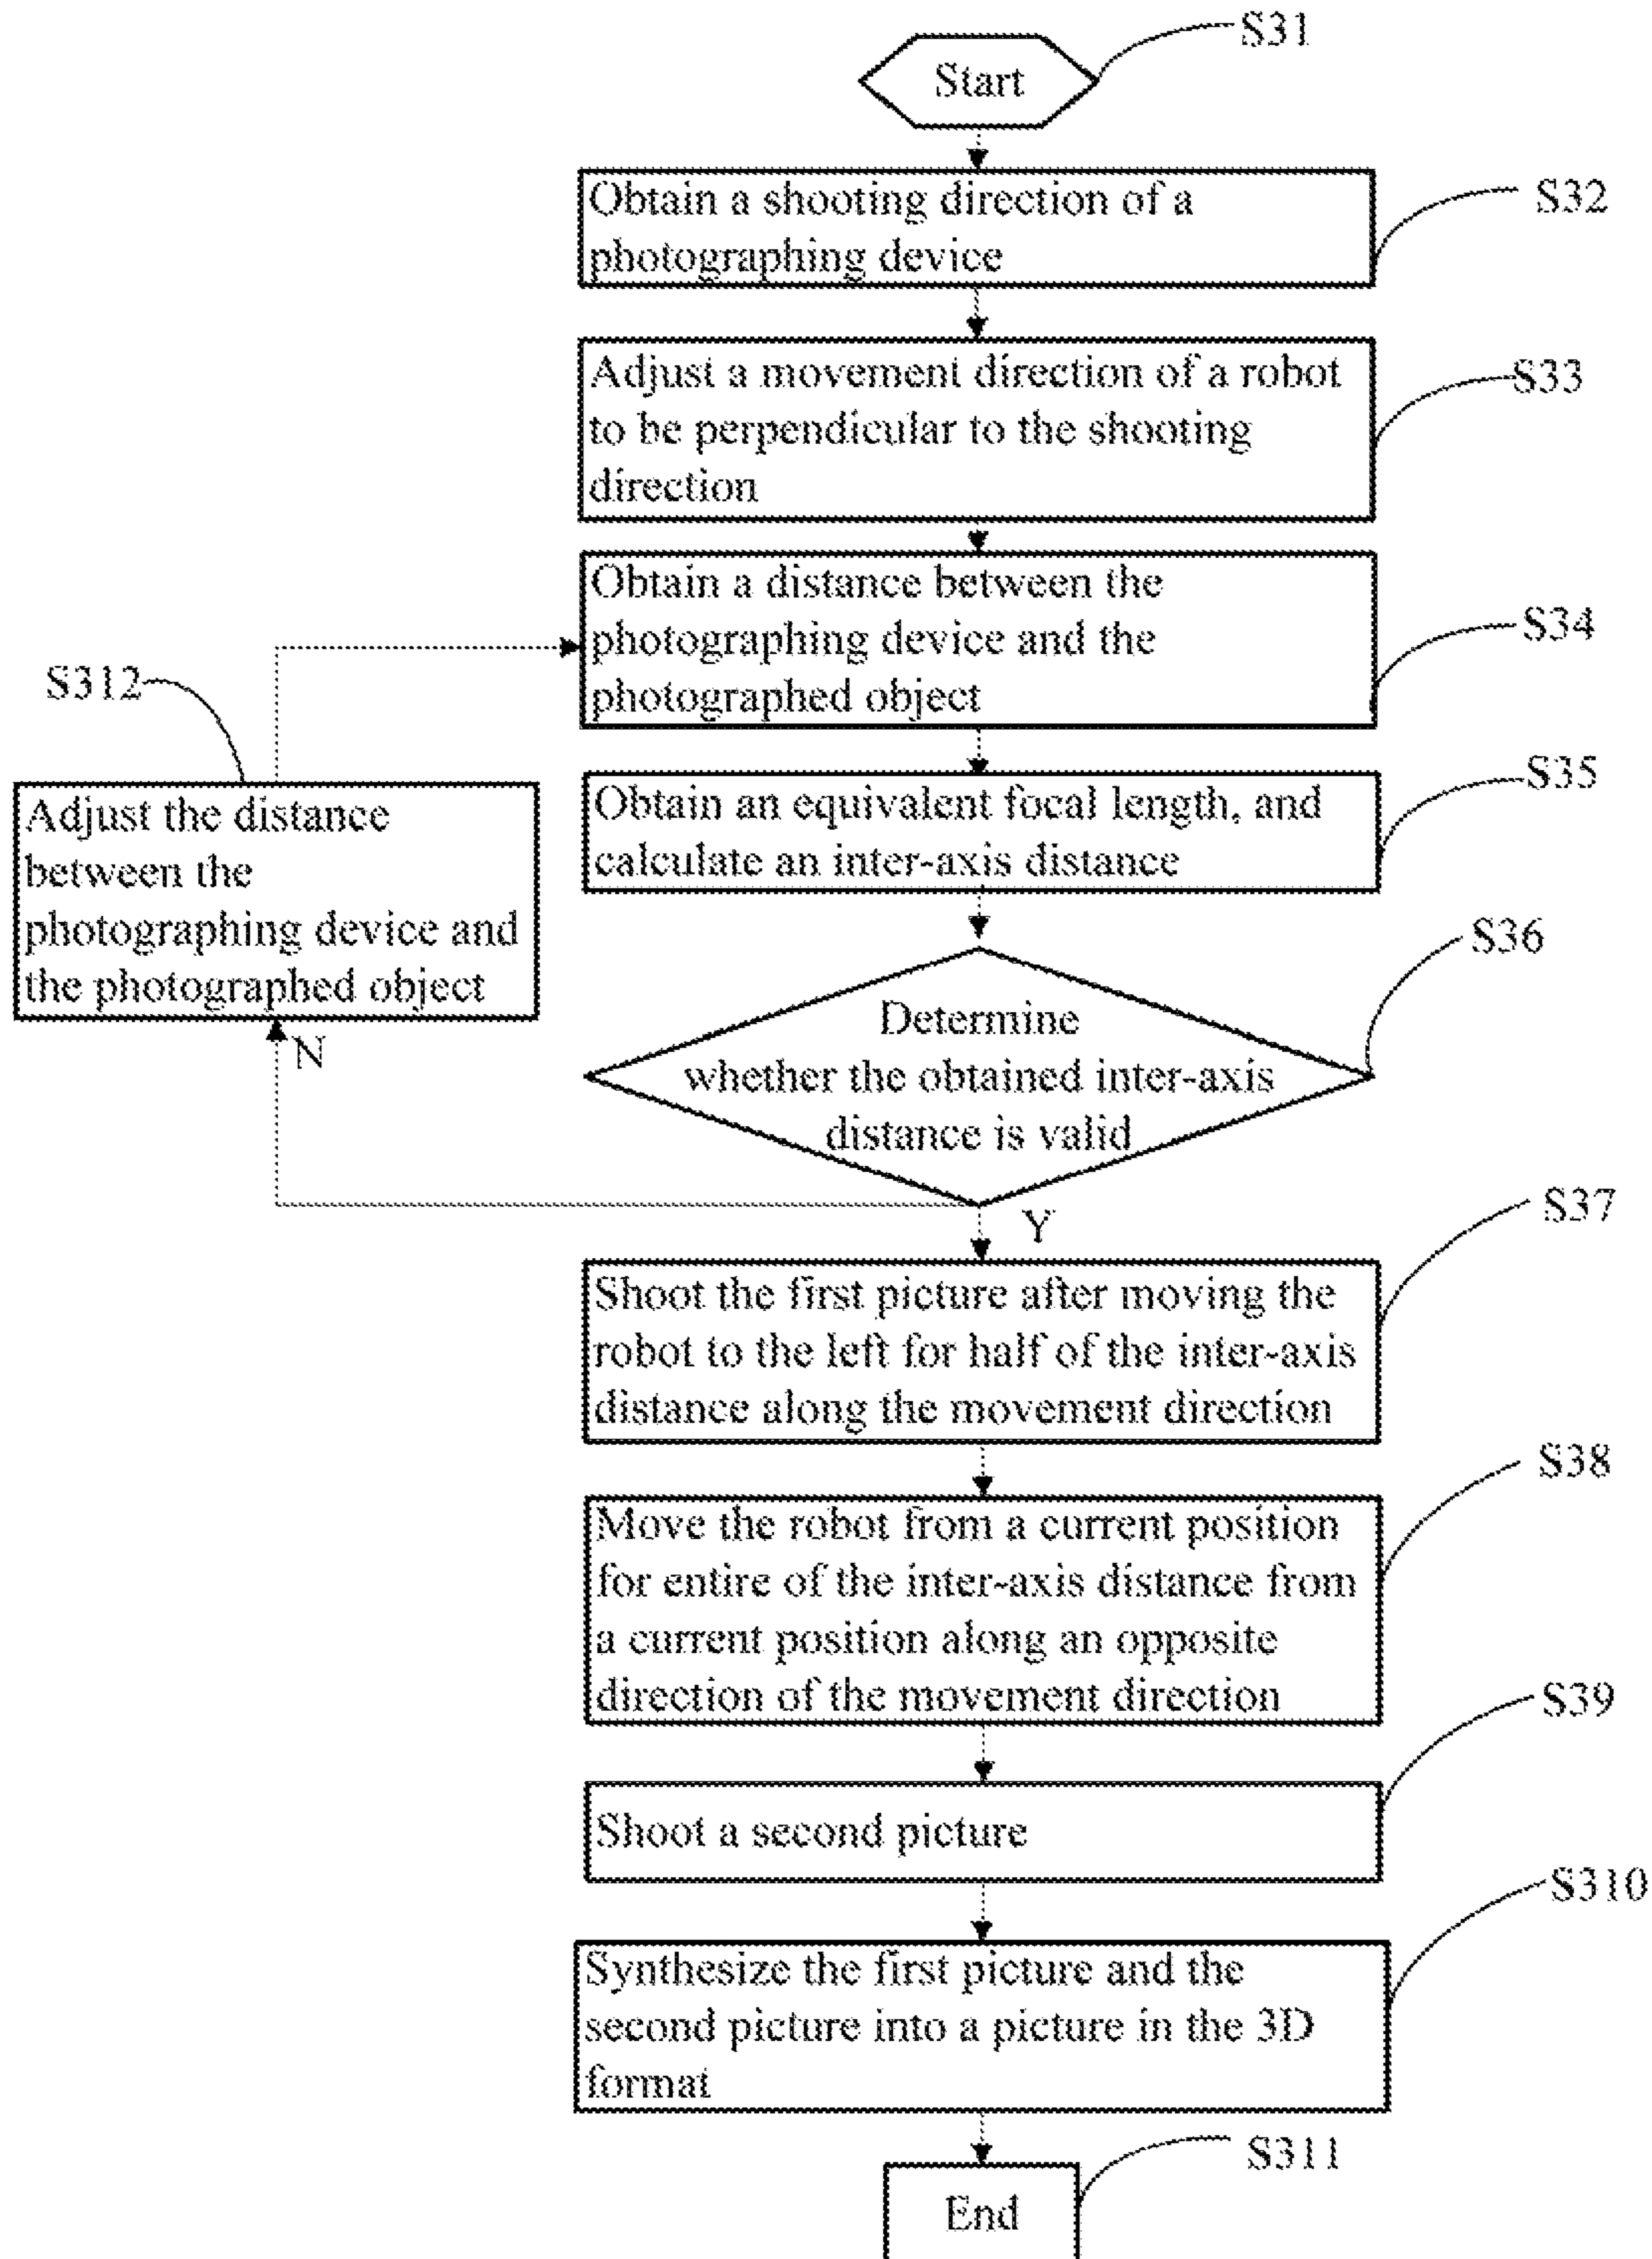 S31
Start
Obtain a shooting direction of a
photographing device
S32
Adjust a movement direction of a robot
to be perpendicular to the shooting
direction
S33
Obtain a distance between the
photographing device and the
photographed object
S34
S312
Adjust the distance
between the
photographing device and
the photographed object
Obtain an equivalent focal length, and
calculate an inter-axis distance
S35
Determine
whether the obtained inter-axis
distance is valid
S36
N
Y
Shoot the first picture after moving the
robot to the left for half of the inter-axis
distance along the movement direction
S37
Move the robot from a current position
for entire of the inter-axis distance from
a current position along an opposite
direction of the movement direction
S38
Shoot a second picture
S39
Synthesize the first picture and the
second picture into a picture in the 3D
format
S310
End
S311